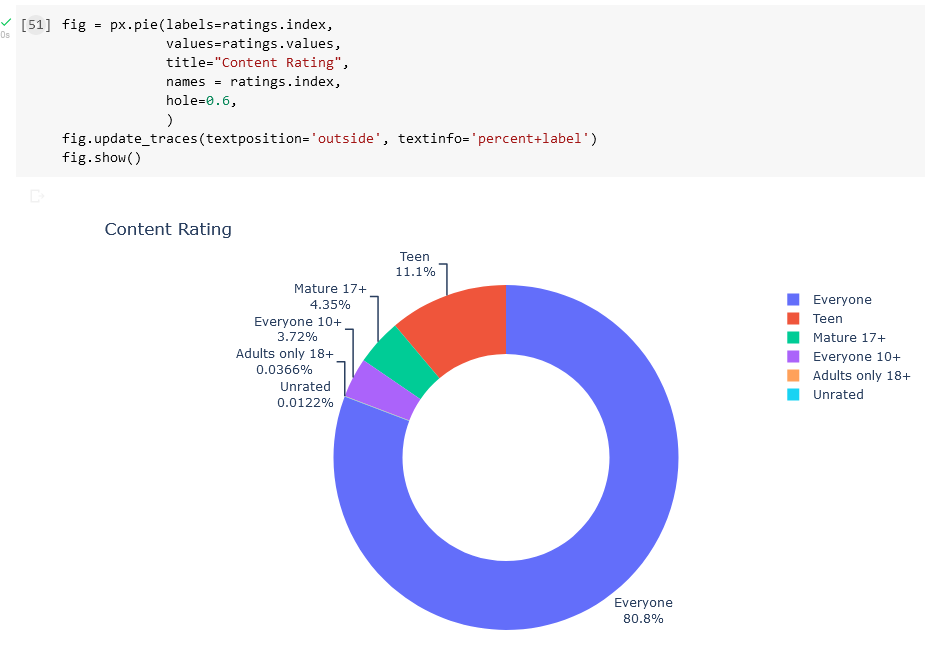 [51] fig = px.pie(labels=ratings.index,
values=ratings.values,
title="Content Rating",
names = ratings.index,
hole=0.6,
)
fig.update_traces(textposition='outside', textinfo='percent+label')
fig.show()
0s
Content Rating
Teen
11.1%
Mature 17+
4.35%
Everyone 10+
3.72%
Adults only 18+
0.0366%
Unrated
0.0122%
Everyone
80.8%
Everyone
Teen
Mature 17+
Everyone 10+
Adults only 18+
Unrated